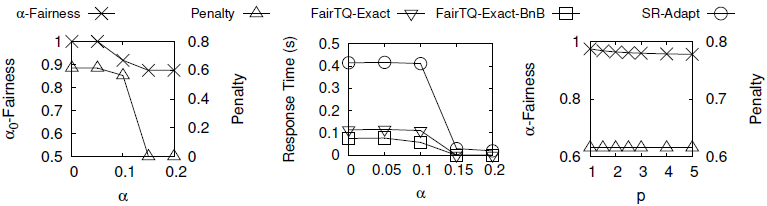 α-Fairness Penalty FairTQ-Exact FairTQ-Exact-BnB SR-Adapt
α₀-Fairness
1
0.9
0.8
0.7
0.6
0.5
0.8
0.6
0.4
0.2
0
Penalty
0 0.1 0.2
α
Response Time (s)
0.5
0.4
0.3
0.2
0.1
0
0 0.05 0.1 0.15 0.2
α
α-Fairness
1
0.8
0.6
0.8
0.7
0.6
Penalty
1 2 3 4 5
p